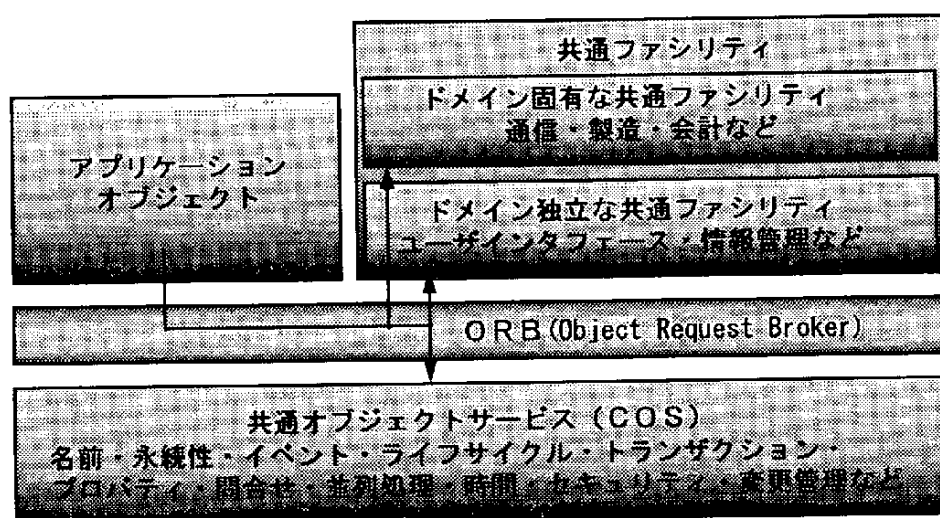 共通ファシリティ
ドメイン固有な共通ファシリティ
通信・製造・会計など
アプリケーション
オブジェクト
ドメイン独立な共通ファシリティ
ユーザインタフェース・情報管理など
ORB(Object Request Broker)
共通オブジェクトサービス(COS)
名前・永続性・イベント・ライフサイクル・トランザクション・
プロパティ・問合せ・並列処理・時間・セキュリティ・変更管理など